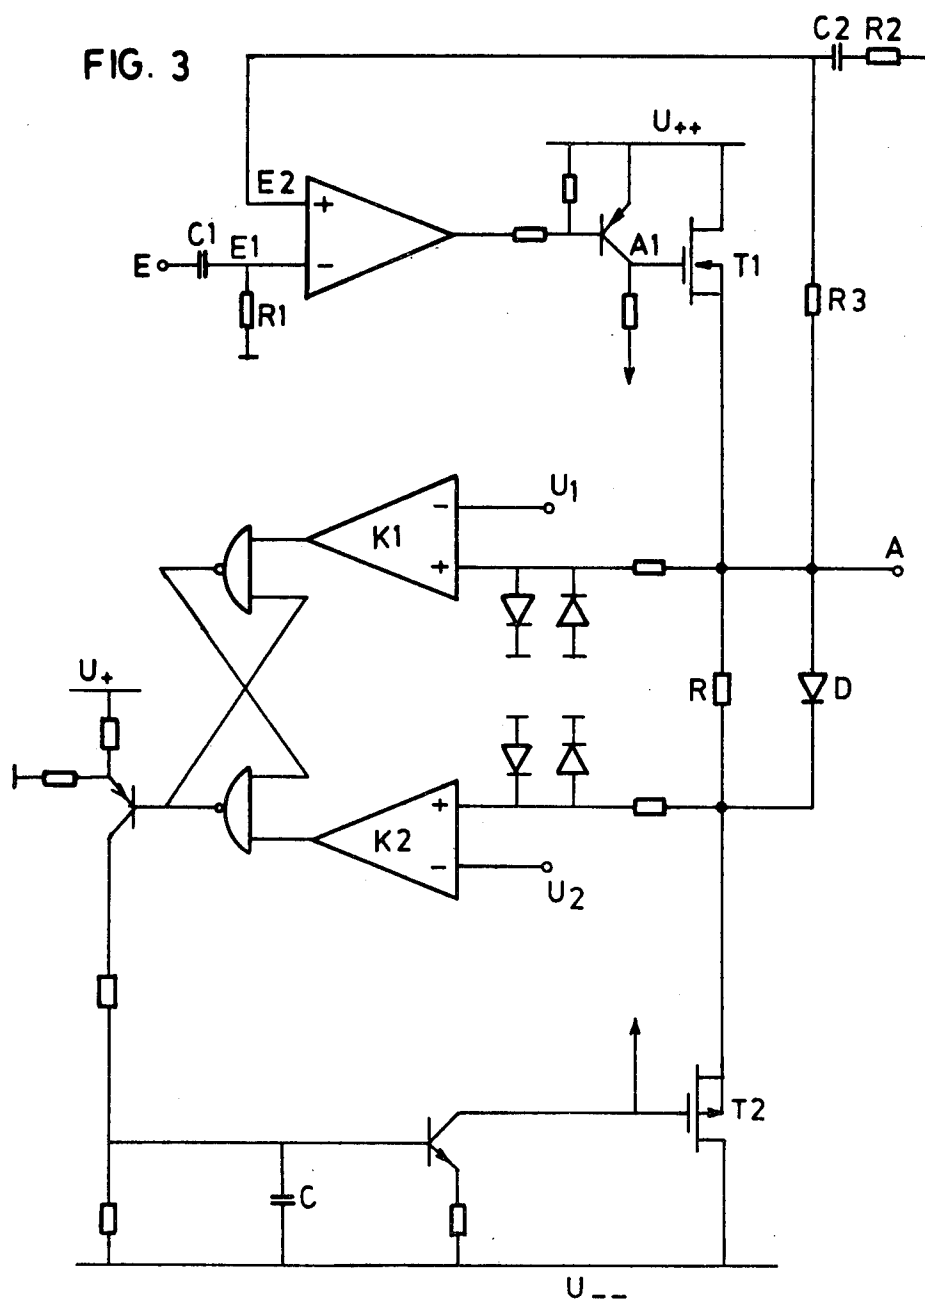 FIG. 3
C2 R2
U++
E2
+
C1
E1
A1
E
−
T1
R1
R3
U1
−
K1
A
+
U+
R
D
+
K2
−
U2
T2
C
U−−